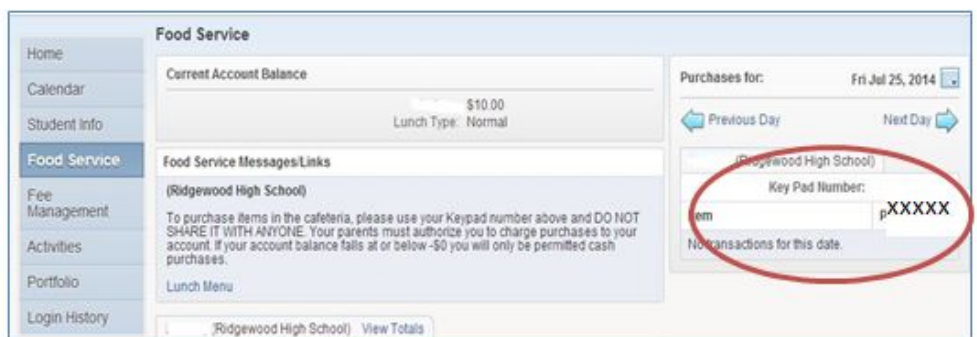 Food Service
Home
Calendar
Student Info
Food Service
Fee
Management
Activities
Portfolio
Login History
Current Account Balance
$10.00
Lunch Type: Normal
Food Service Messages/Links
(Ridgewood High School)
To purchase items in the cafeteria, please use your Keypad number above and DO NOT
SHARE IT WITH ANYONE. Your parents must authorize you to charge purchases to your
account. If your account balance falls at or below -$0 you will only be permitted cash
purchases.
Lunch Menu
(Ridgewood High School) View Totals
Purchases for: Fri Jul 25, 2014
Previous Day Next Day
(Ridgewood High School)
Key Pad Number:
XXXXX
No transactions for this date.